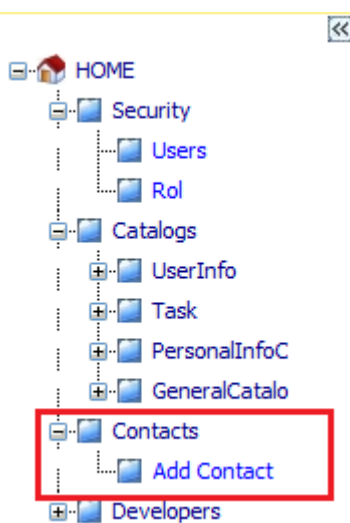 HOME
Security
Users
Rol
Catalogs
UserInfo
Task
PersonalInfoC
GeneralCatalo
Contacts
Add Contact
Developers